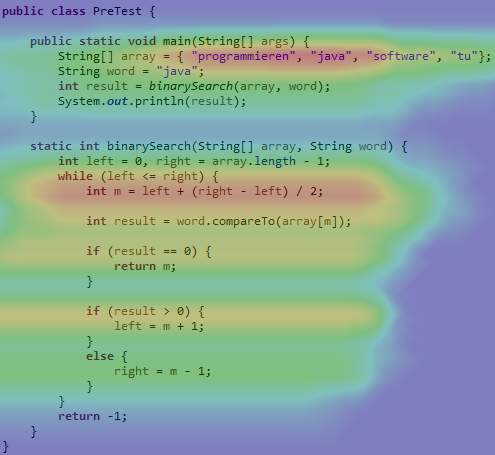 public class PreTest {
    public static void main(String[] args) {
        String[] array = { "programmieren", "java", "software", "tu"};
        String word = "java";
        int result = binarySearch(array, word);
        System.out.println(result);
    }
    static int binarySearch(String[] array, String word) {
        int left = 0, right = array.length - 1;
        while (left <= right) {
            int m = left + (right - left) / 2;
            int result = word.compareTo(array[m]);
            if (result == 0) {
                return m;
            }
            if (result > 0) {
                left = m + 1;
            }
            else {
                right = m - 1;
            }
        }
        return -1;
    }
}